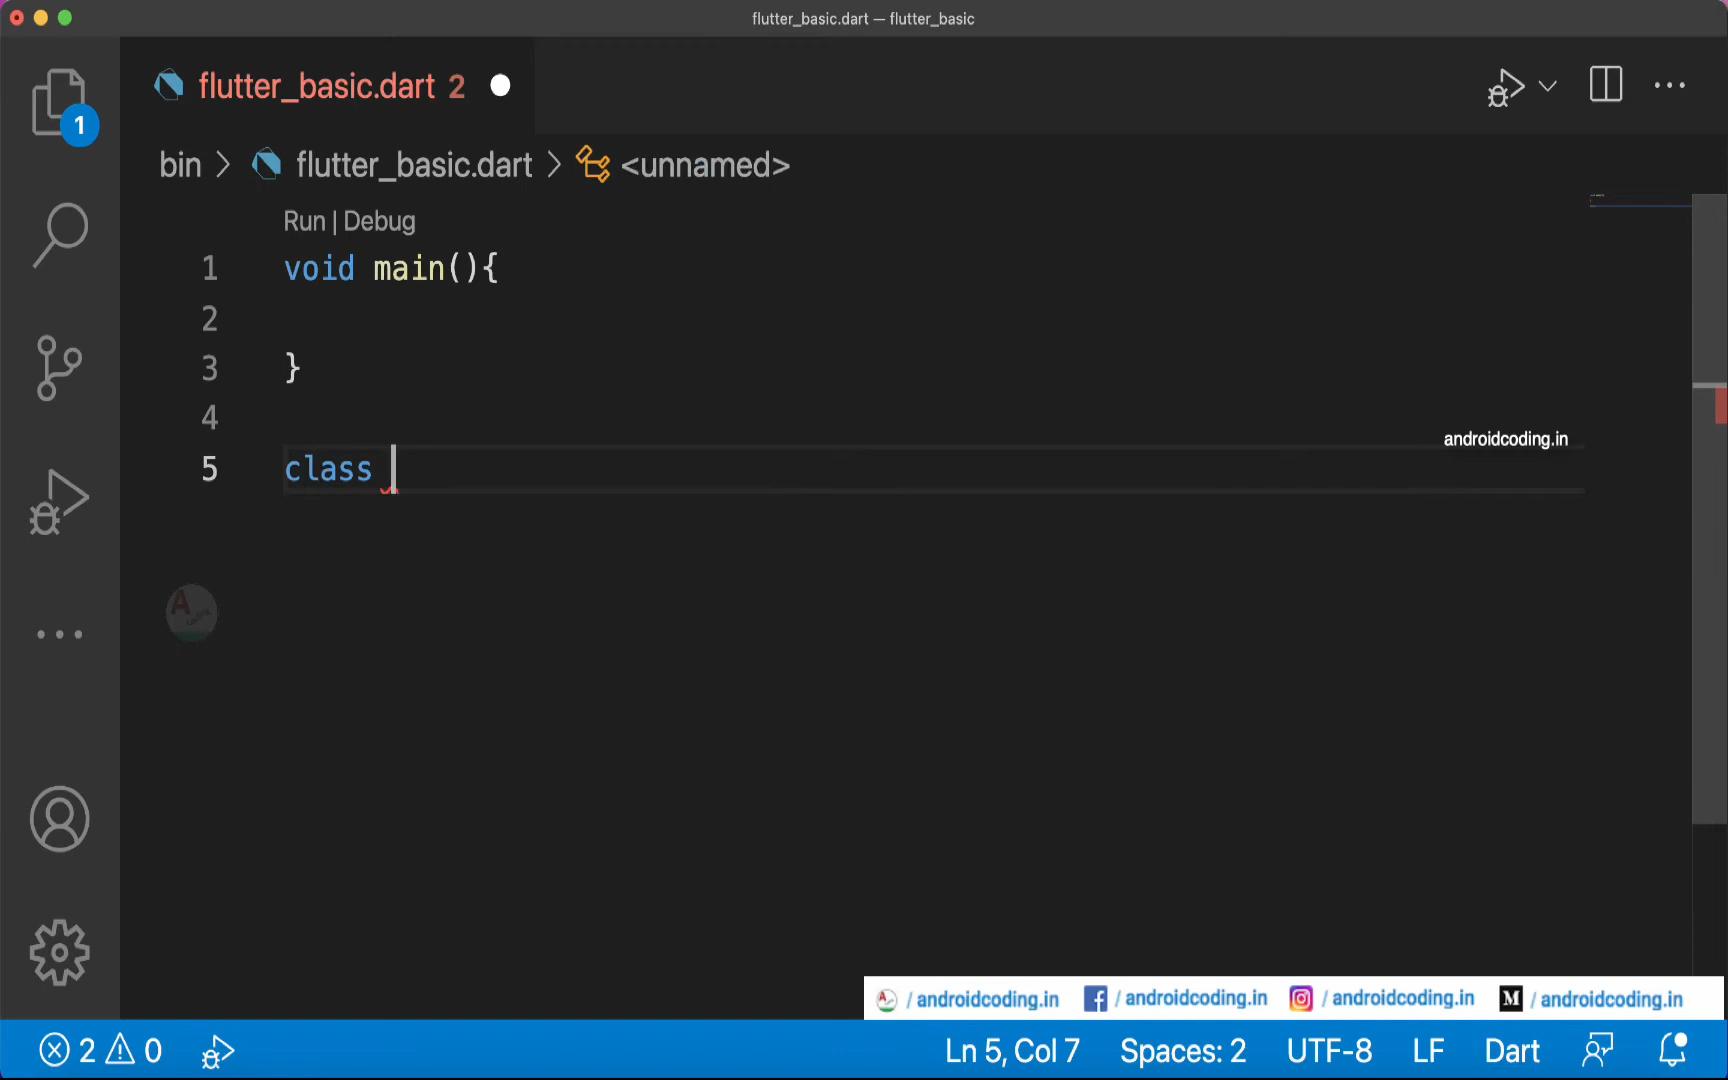 flutter_basic.dart — flutter_basic
flutter_basic.dart 2
1
bin > flutter_basic.dart > <unnamed>
Run | Debug
1 void main(){
2
3 }
4
androidcoding.in
5 class
/ androidcoding.in / androidcoding.in / androidcoding.in M / androidcoding.in
2 0 Ln 5, Col 7 Spaces: 2 UTF-8 LF Dart